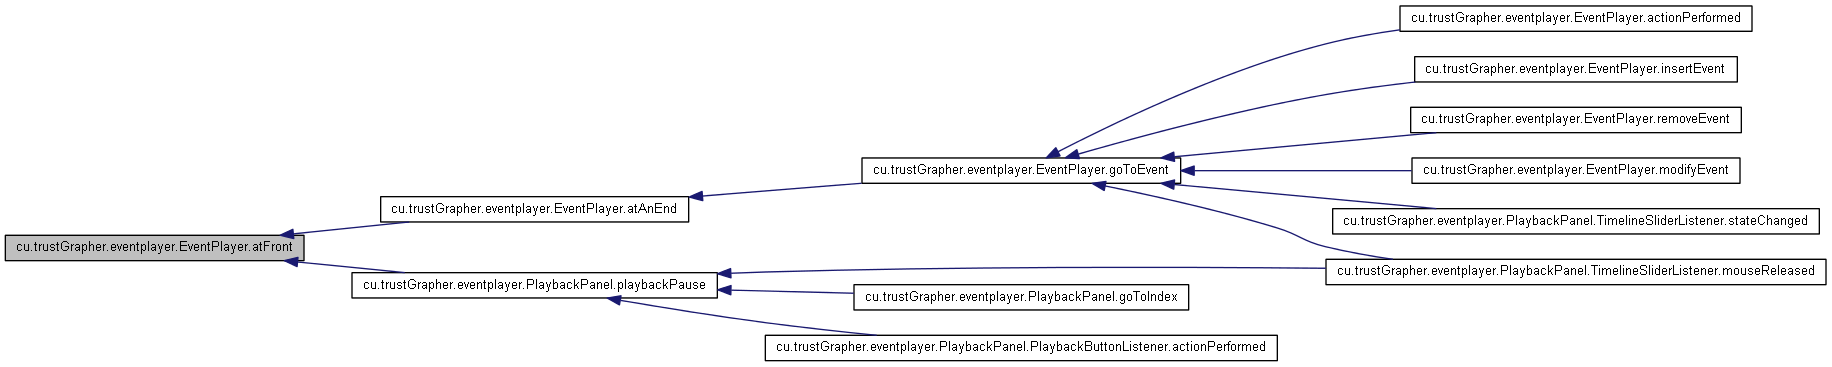 cu.trustGrapher.eventplayer.EventPlayer.actionPerformed
cu.trustGrapher.eventplayer.EventPlayer.insertEvent
cu.trustGrapher.eventplayer.EventPlayer.removeEvent
cu.trustGrapher.eventplayer.EventPlayer.goToEvent
cu.trustGrapher.eventplayer.EventPlayer.modifyEvent
cu.trustGrapher.eventplayer.EventPlayer.atAnEnd
cu.trustGrapher.eventplayer.PlaybackPanel.TimelineSliderListener.stateChanged
cu.trustGrapher.eventplayer.EventPlayer.atFront
cu.trustGrapher.eventplayer.PlaybackPanel.TimelineSliderListener.mouseReleased
cu.trustGrapher.eventplayer.PlaybackPanel.playbackPause
cu.trustGrapher.eventplayer.PlaybackPanel.goToIndex
cu.trustGrapher.eventplayer.PlaybackPanel.PlaybackButtonListener.actionPerformed